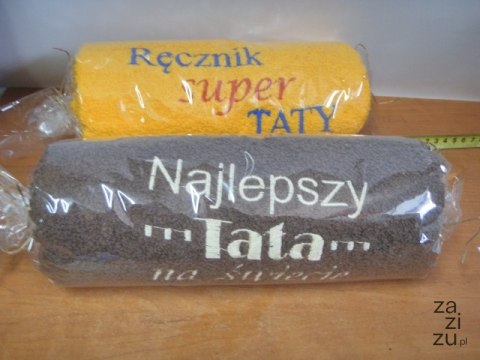 Ręcznik
super
TATY
Najlepszy
Tata
na świecie
za
zi
zu.pl